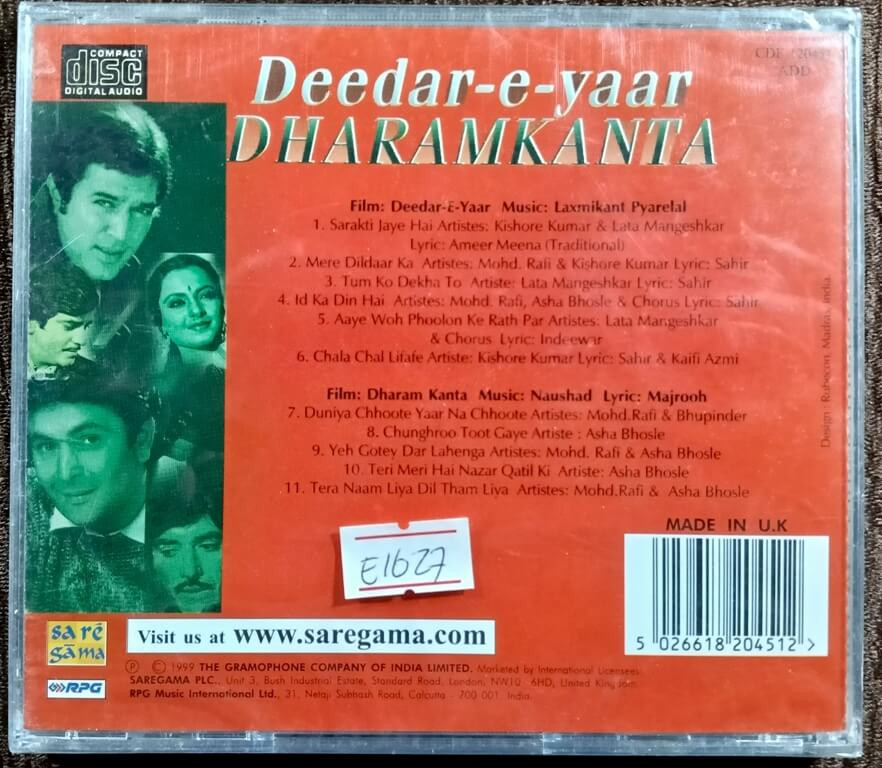 COMPACT
disc
DIGITAL AUDIO
CDF 120451
ADD
Deedar-e-yaar
DHARAMKANTA
Film: Deedar-E-Yaar Music: Laxmikant Pyarelal
1. Sarakti Jaye Hai Artistes: Kishore Kumar & Lata Mangeshkar
Lyric: Ameer Meena (Traditional)
2. Mere Dildaar Ka Artistes: Mohd. Rafi & Kishore Kumar Lyric: Sahir
3. Tum Ko Dekha To Artiste: Lata Mangeshkar Lyric: Sahir
4. Id Ka Din Hai Artistes: Mohd. Rafi, Asha Bhosle & Chorus Lyric: Sahir
5. Aaye Woh Phoolon Ke Rath Par Artistes: Lata Mangeshkar
& Chorus Lyric: Indeewar
6. Chala Chal Lifafe Artiste: Kishore Kumar Lyric: Sahir & Kaifi Azmi
Film: Dharam Kanta Music: Naushad Lyric: Majrooh
7. Duniya Chhoote Yaar Na Chhoote Artistes: Mohd.Rafi & Bhupinder
8. Chunghroo Toot Gaye Artiste : Asha Bhosle
9. Yeh Gotey Dar Lahenga Artistes: Mohd. Rafi & Asha Bhosle
10. Teri Meri Hai Nazar Qatil Ki Artiste: Asha Bhosle
11. Tera Naam Liya Dil Tham Liya Artistes: Mohd.Rafi & Asha Bhosle
Design : Rubecon, Madras, India.
MADE IN U.K
E1627
5 026618 204512 >
sa rē
gāma
Visit us at www.saregama.com
RPG
Ⓟ © 1999 THE GRAMOPHONE COMPANY OF INDIA LIMITED. Marketed by International Licensees:
SAREGAMA PLC., Unit 3, Bush Industrial Estate, Standard Road, London, NW10 - 6HD, United Kingdom.
RPG Music International Ltd., 31, Netaji Subhash Road, Calcutta - 700 001. India.